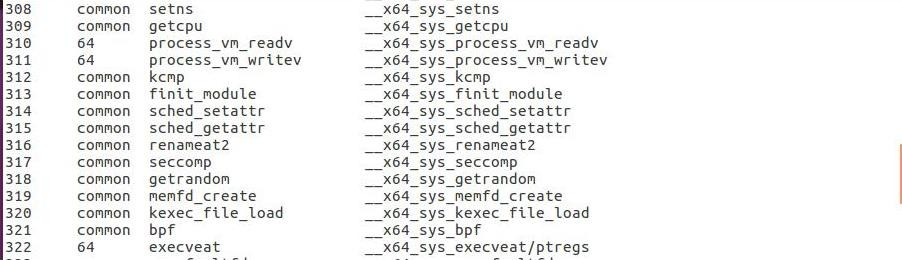 308 common setns __x64_sys_setns
309 common getcpu __x64_sys_getcpu
310 64 process_vm_readv __x64_sys_process_vm_readv
311 64 process_vm_writev __x64_sys_process_vm_writev
312 common kcmp __x64_sys_kcmp
313 common finit_module __x64_sys_finit_module
314 common sched_setattr __x64_sys_sched_setattr
315 common sched_getattr __x64_sys_sched_getattr
316 common renameat2 __x64_sys_renameat2
317 common seccomp __x64_sys_seccomp
318 common getrandom __x64_sys_getrandom
319 common memfd_create __x64_sys_memfd_create
320 common kexec_file_load __x64_sys_kexec_file_load
321 common bpf __x64_sys_bpf
322 64 execveat __x64_sys_execveat/ptregs